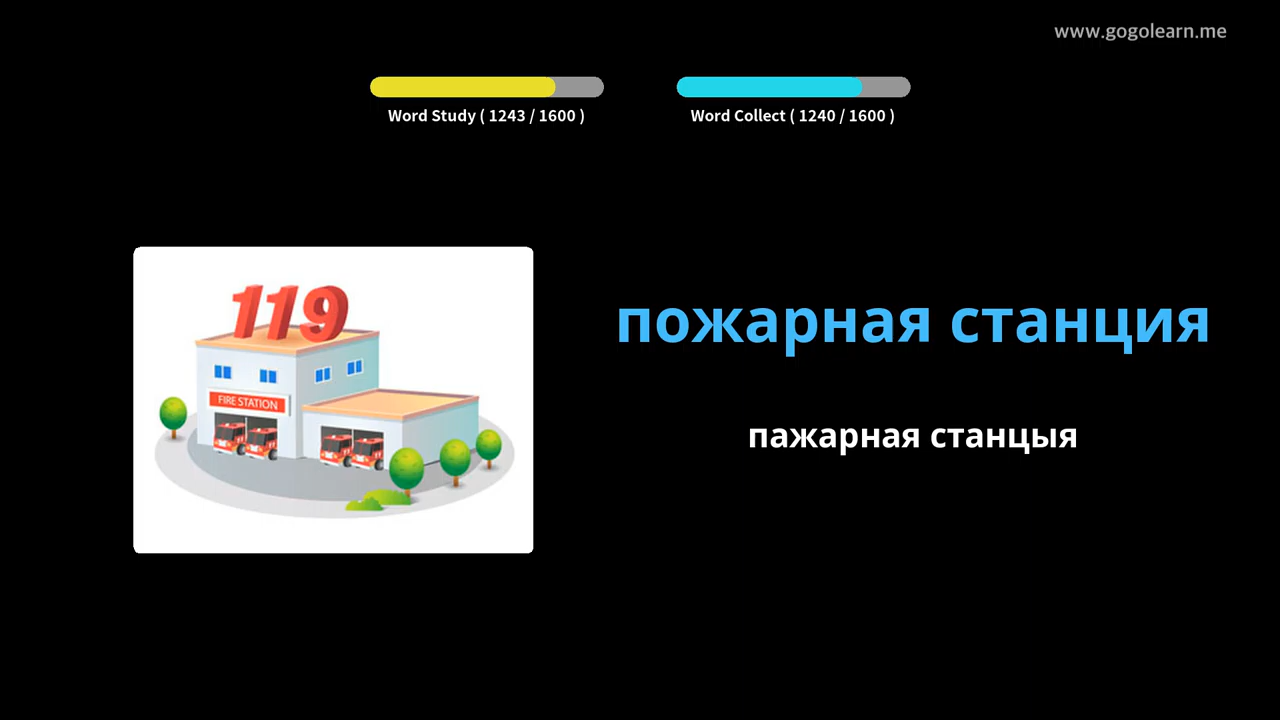 www.gogolearn.me
Word Study ( 1243 / 1600 )
Word Collect ( 1240 / 1600 )
119
FIRE STATION
пожарная станция
пажарная станцыя